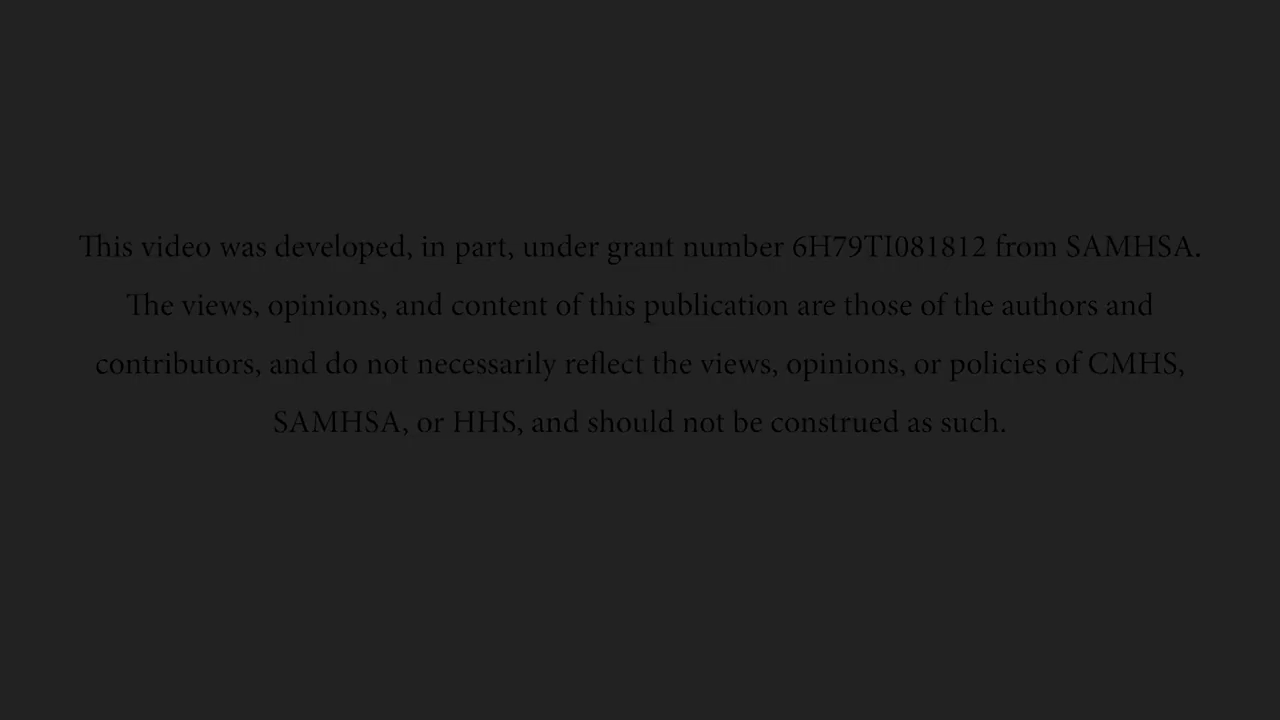 This video was developed, in part, under grant number 6H79TI081812 from SAMHSA.
The views, opinions, and content of this publication are those of the authors and
contributors, and do not necessarily reflect the views, opinions, or policies of CMHS,
SAMHSA, or HHS, and should not be construed as such.